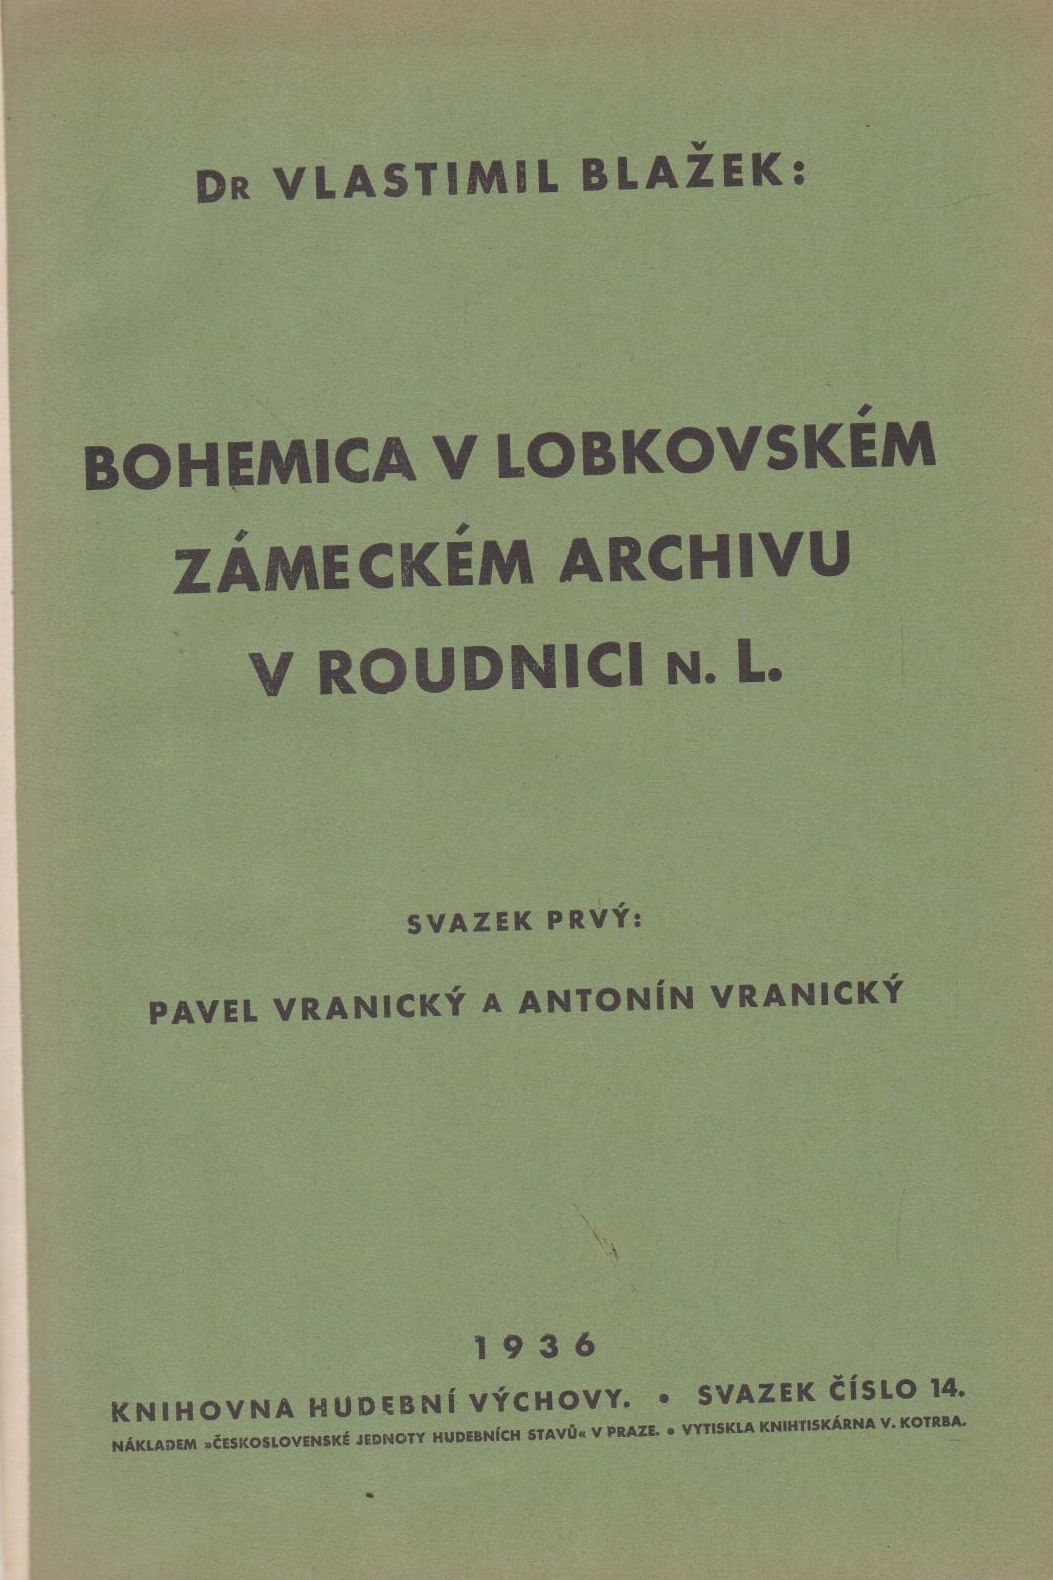 DR VLASTIMIL BLAŽEK:
BOHEMICA V LOBKOVSKÉM
ZÁMECKÉM ARCHIVU
V ROUDNICI N. L.
SVAZEK PRVÝ:
PAVEL VRANICKÝ A ANTONÍN VRANICKÝ
1936
KNIHOVNA HUDEBNÍ VÝCHOVY. • SVAZEK ČÍSLO 14.
NÁKLADEM »ČESKOSLOVENSKÉ JEDNOTY HUDEBNÍCH STAVŮ« V PRAZE. • VYTISKLA KNIHTISKÁRNA V. KOTRBA.